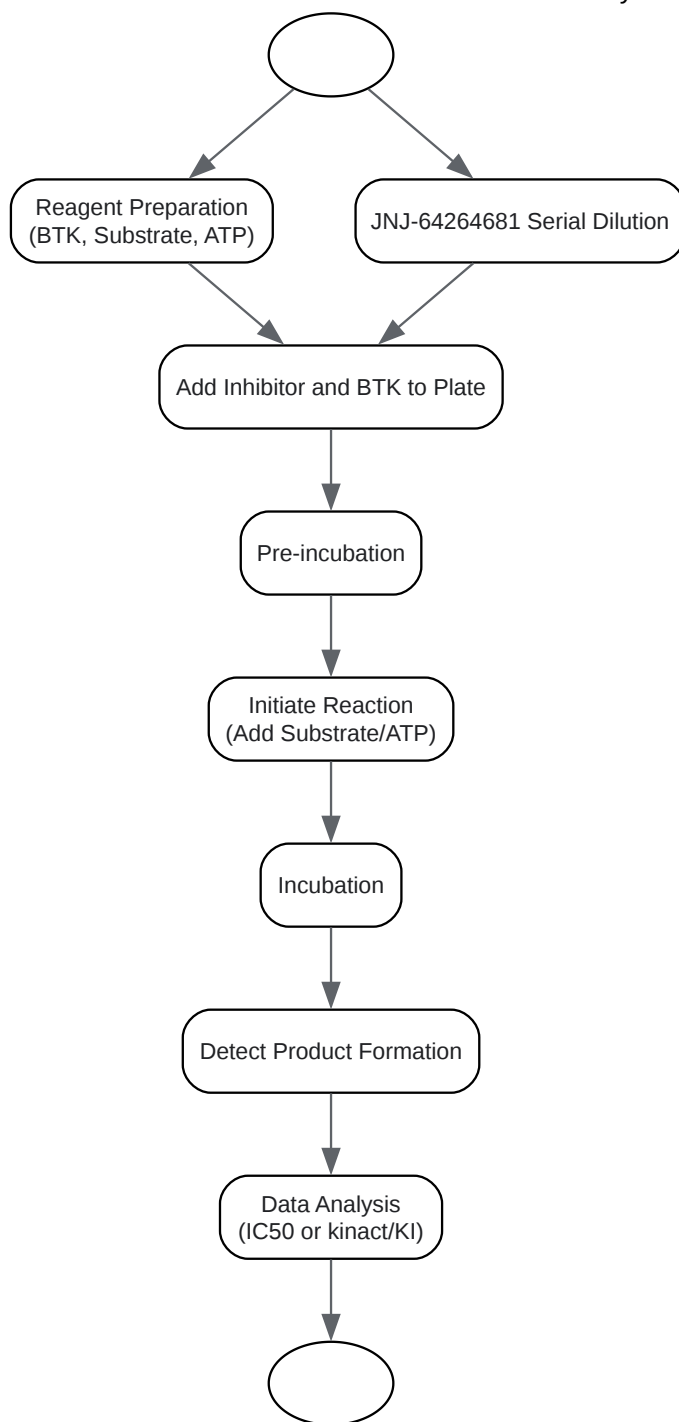 Reagent Preparation
(BTK, Substrate, ATP)
JNJ-64264681 Serial Dilution
Add Inhibitor and BTK to Plate
Pre-incubation
Initiate Reaction
(Add Substrate/ATP)
Incubation
Detect Product Formation
Data Analysis
(IC50 or kinact/KI)